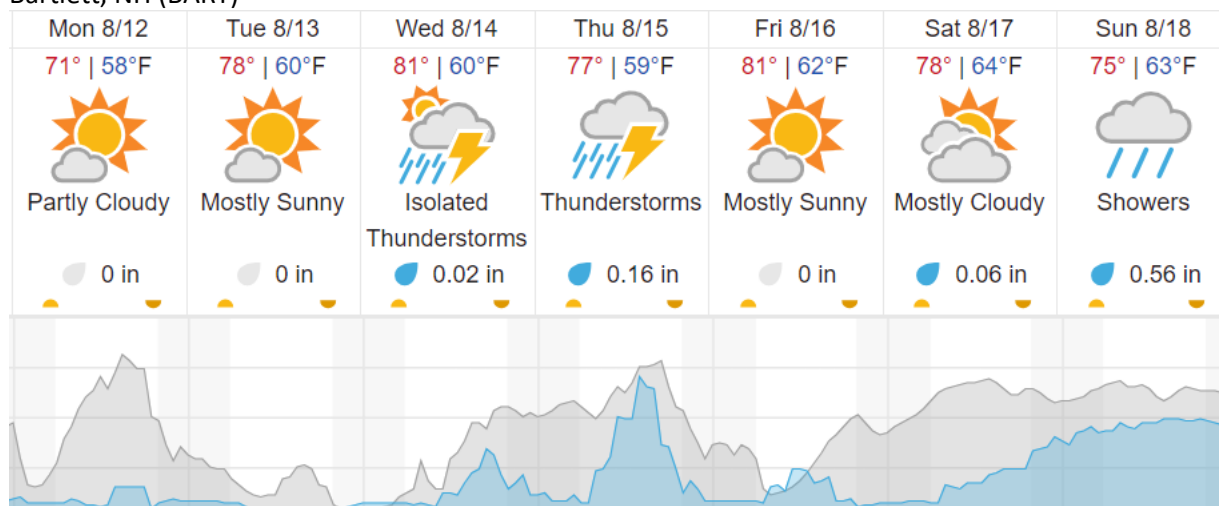 Bartlett, NH (BART)
Mon 8/12 Tue 8/13 Wed 8/14 Thu 8/15 Fri 8/16 Sat 8/17 Sun 8/18
71° | 58°F 78° | 60°F 81° | 60°F 77° | 59°F 81° | 62°F 78° | 64°F 75° | 63°F
Partly Cloudy Mostly Sunny Isolated Thunderstorms Mostly Sunny Mostly Cloudy Showers
Thunderstorms
0 in 0 in 0.02 in 0.16 in 0 in 0.06 in 0.56 in